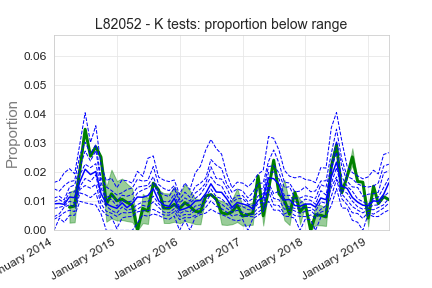 L82052 - K tests: proportion below range
0.06
0.05
0.04
0.03
0.02
0.01
0.00
Proportion
January 2015
January 2016
January 2017
January 2018
January 2019